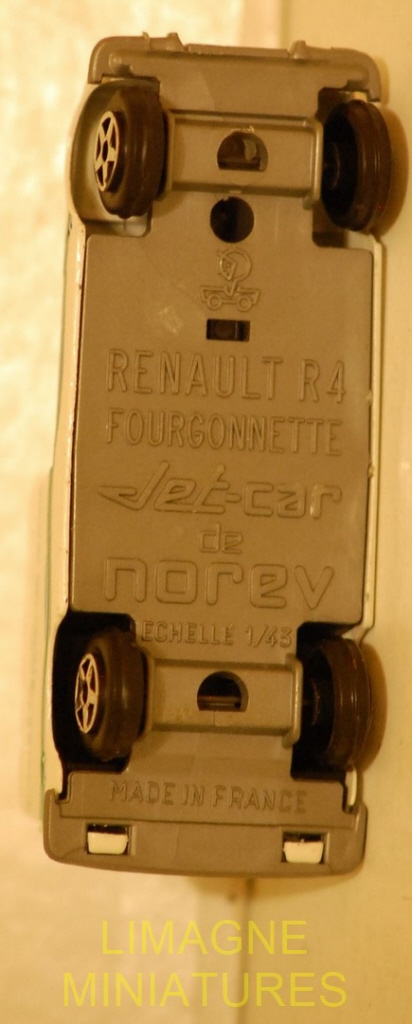 RENAULT R4
FOURGONNETTE
Jet-car
de
norev
ECHELLE 1/43
MADE IN FRANCE
LIMAGNE
MINIATURES